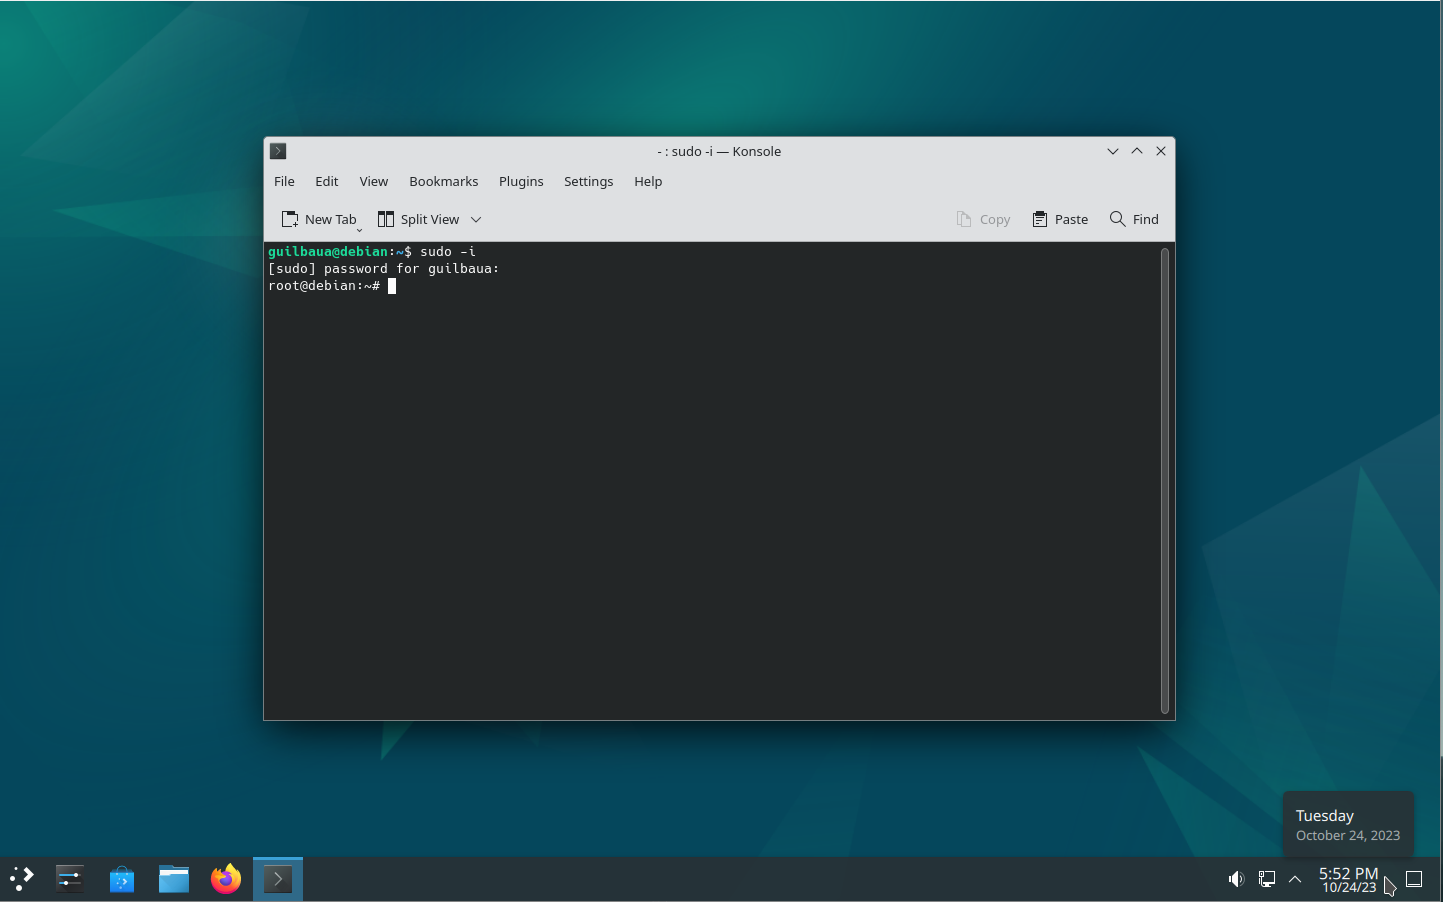 - : sudo -i — Konsole
File Edit View Bookmarks Plugins Settings Help
New Tab Split View Copy Paste Find
guilbaua@debian:~$ sudo -i
[sudo] password for guilbaua:
root@debian:~#
Tuesday
October 24, 2023
5:52 PM
10/24/23